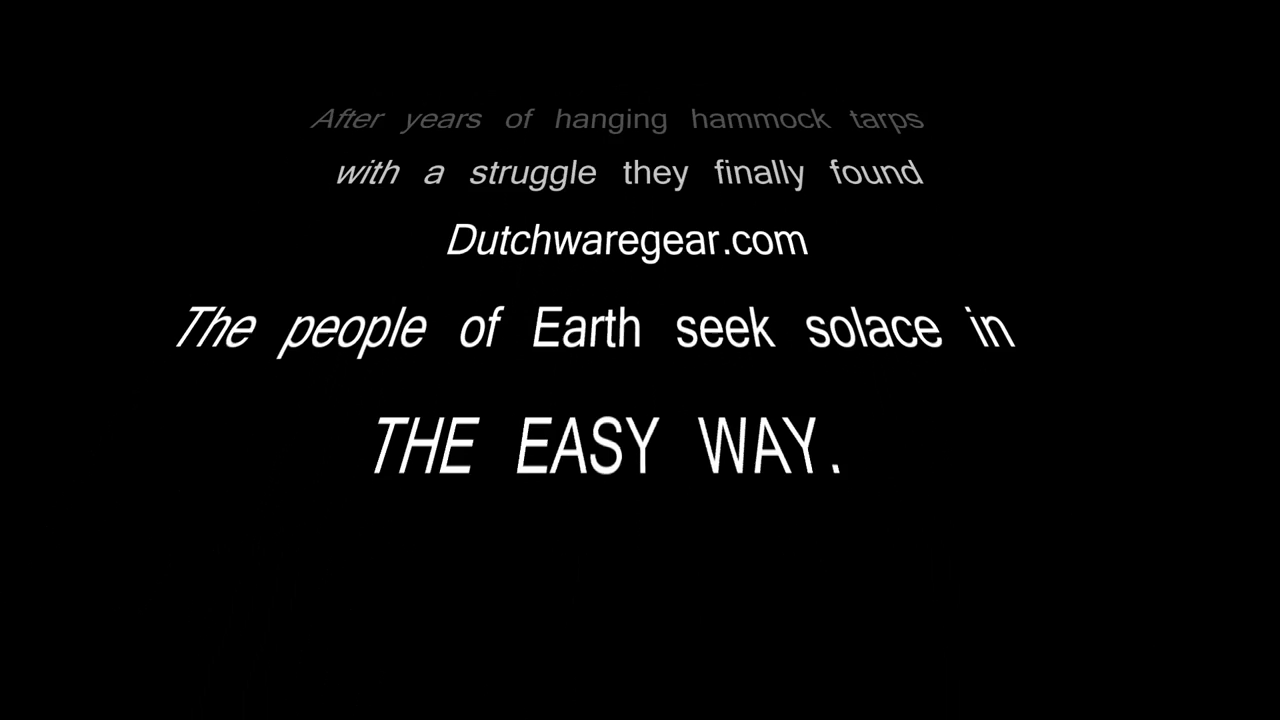 After years of hanging hammock tarps
with a struggle they finally found
Dutchwaregear.com
The people of Earth seek solace in
THE EASY WAY.